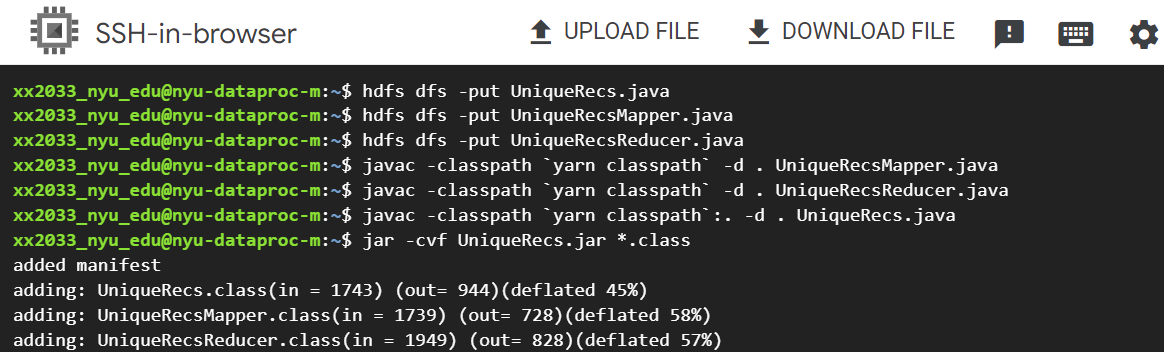 SSH-in-browser UPLOAD FILE DOWNLOAD FILE
xx2033_nyu_edu@nyu-dataproc-m:~$ hdfs dfs -put UniqueRecs.java
xx2033_nyu_edu@nyu-dataproc-m:~$ hdfs dfs -put UniqueRecsMapper.java
xx2033_nyu_edu@nyu-dataproc-m:~$ hdfs dfs -put UniqueRecsReducer.java
xx2033_nyu_edu@nyu-dataproc-m:~$ javac -classpath `yarn classpath` -d . UniqueRecsMapper.java
xx2033_nyu_edu@nyu-dataproc-m:~$ javac -classpath `yarn classpath` -d . UniqueRecsReducer.java
xx2033_nyu_edu@nyu-dataproc-m:~$ javac -classpath `yarn classpath`:. -d . UniqueRecs.java
xx2033_nyu_edu@nyu-dataproc-m:~$ jar -cvf UniqueRecs.jar *.class
added manifest
adding: UniqueRecs.class(in = 1743) (out= 944)(deflated 45%)
adding: UniqueRecsMapper.class(in = 1739) (out= 728)(deflated 58%)
adding: UniqueRecsReducer.class(in = 1949) (out= 828)(deflated 57%)